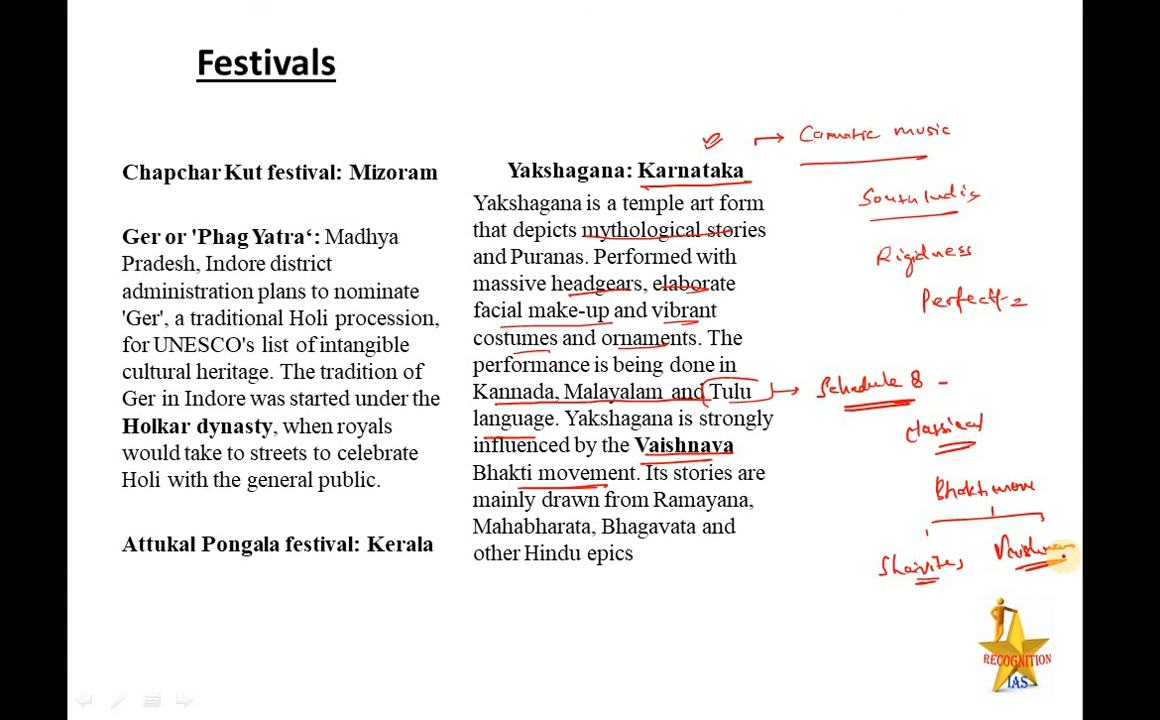 Festivals
Chapchar Kut festival: Mizoram
Ger or 'Phag Yatra‘: Madhya
Pradesh, Indore district
administration plans to nominate
'Ger', a traditional Holi procession,
for UNESCO's list of intangible
cultural heritage. The tradition of
Ger in Indore was started under the
Holkar dynasty, when royals
would take to streets to celebrate
Holi with the general public.
Attukal Pongala festival: Kerala
Yakshagana: Karnataka
Yakshagana is a temple art form
that depicts mythological stories
and Puranas. Performed with
massive headgears, elaborate
facial make-up and vibrant
costumes and ornaments. The
performance is being done in
Kannada, Malayalam and Tulu
language. Yakshagana is strongly
influenced by the Vaishnava
Bhakti movement. Its stories are
mainly drawn from Ramayana,
Mahabharata, Bhagavata and
other Hindu epics
Carnatic music
South India
Rigidness
Schedule 8 -
classical
Bhakti move
Shaivites
RECOGNITION
IAS